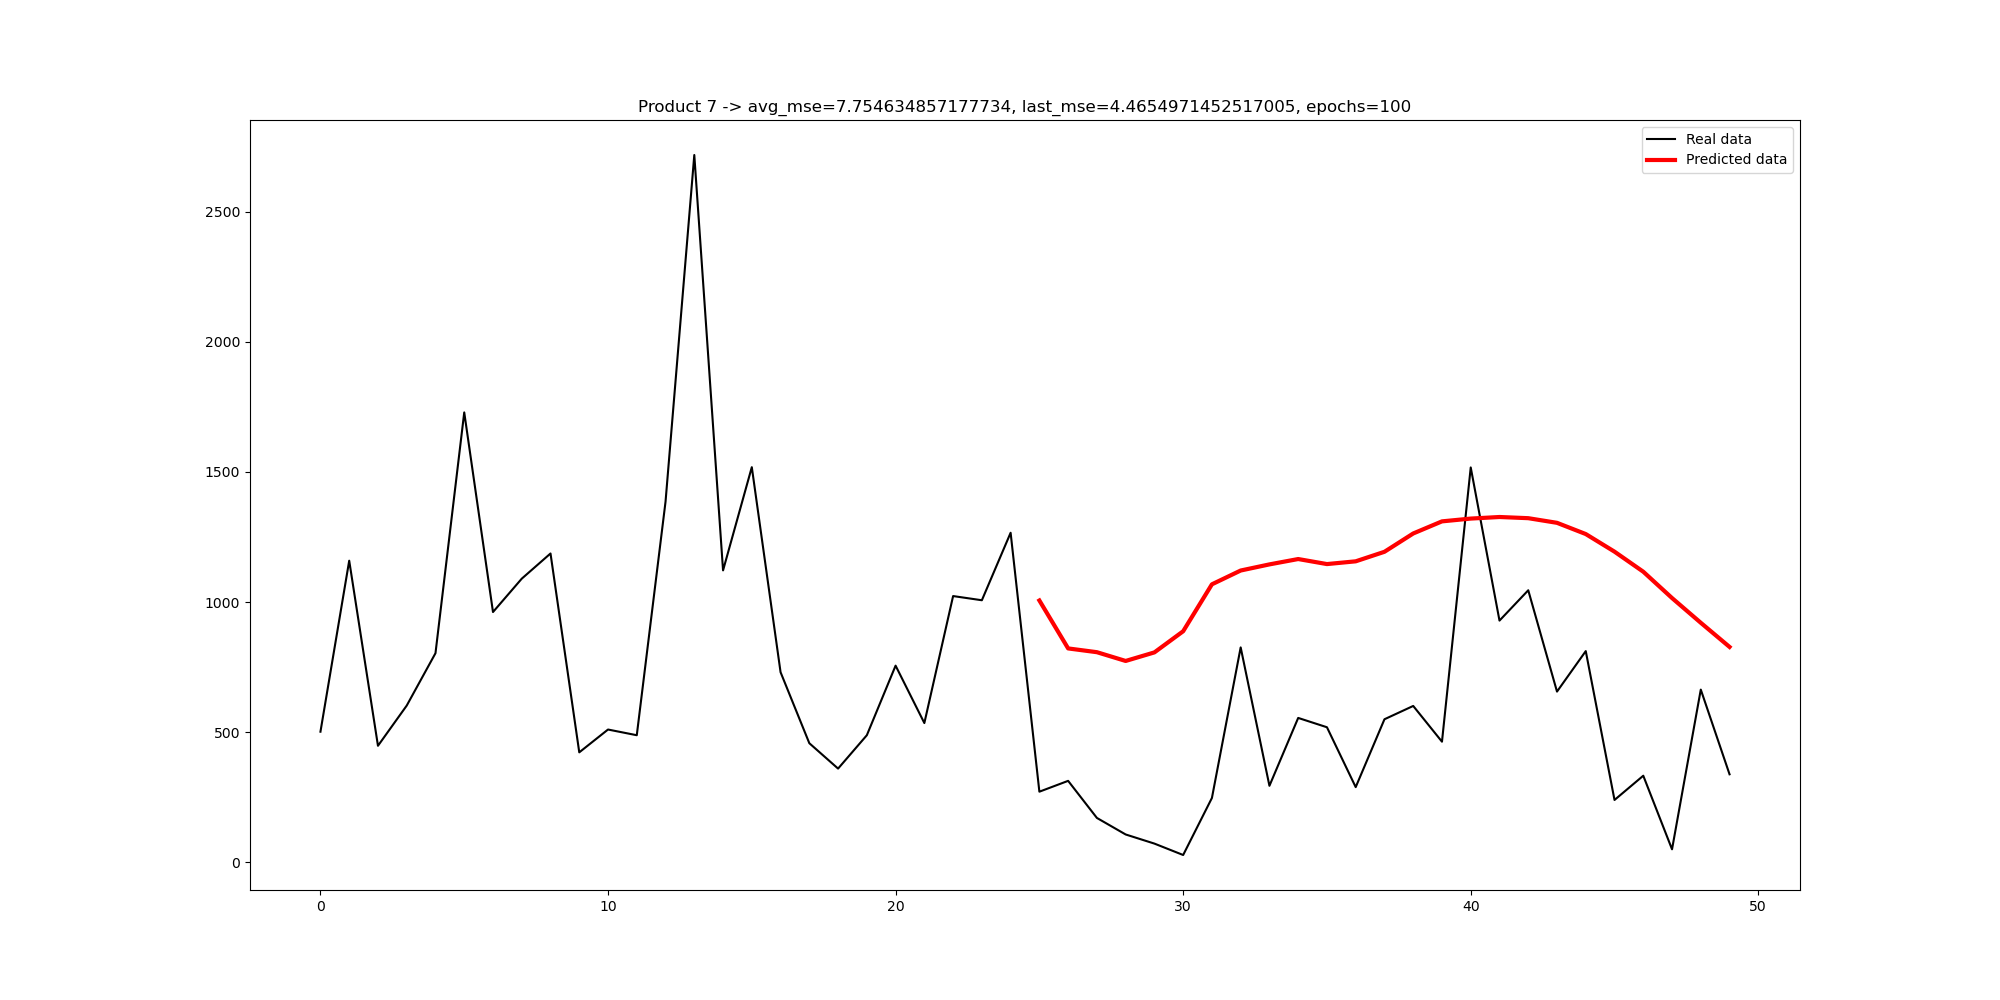 Product 7 -> avg_mse=7.754634857177734, last_mse=4.4654971452517005, epochs=100
Real data
Predicted data
2500
2000
1500
1000
500
0
0 10 20 30 40 50